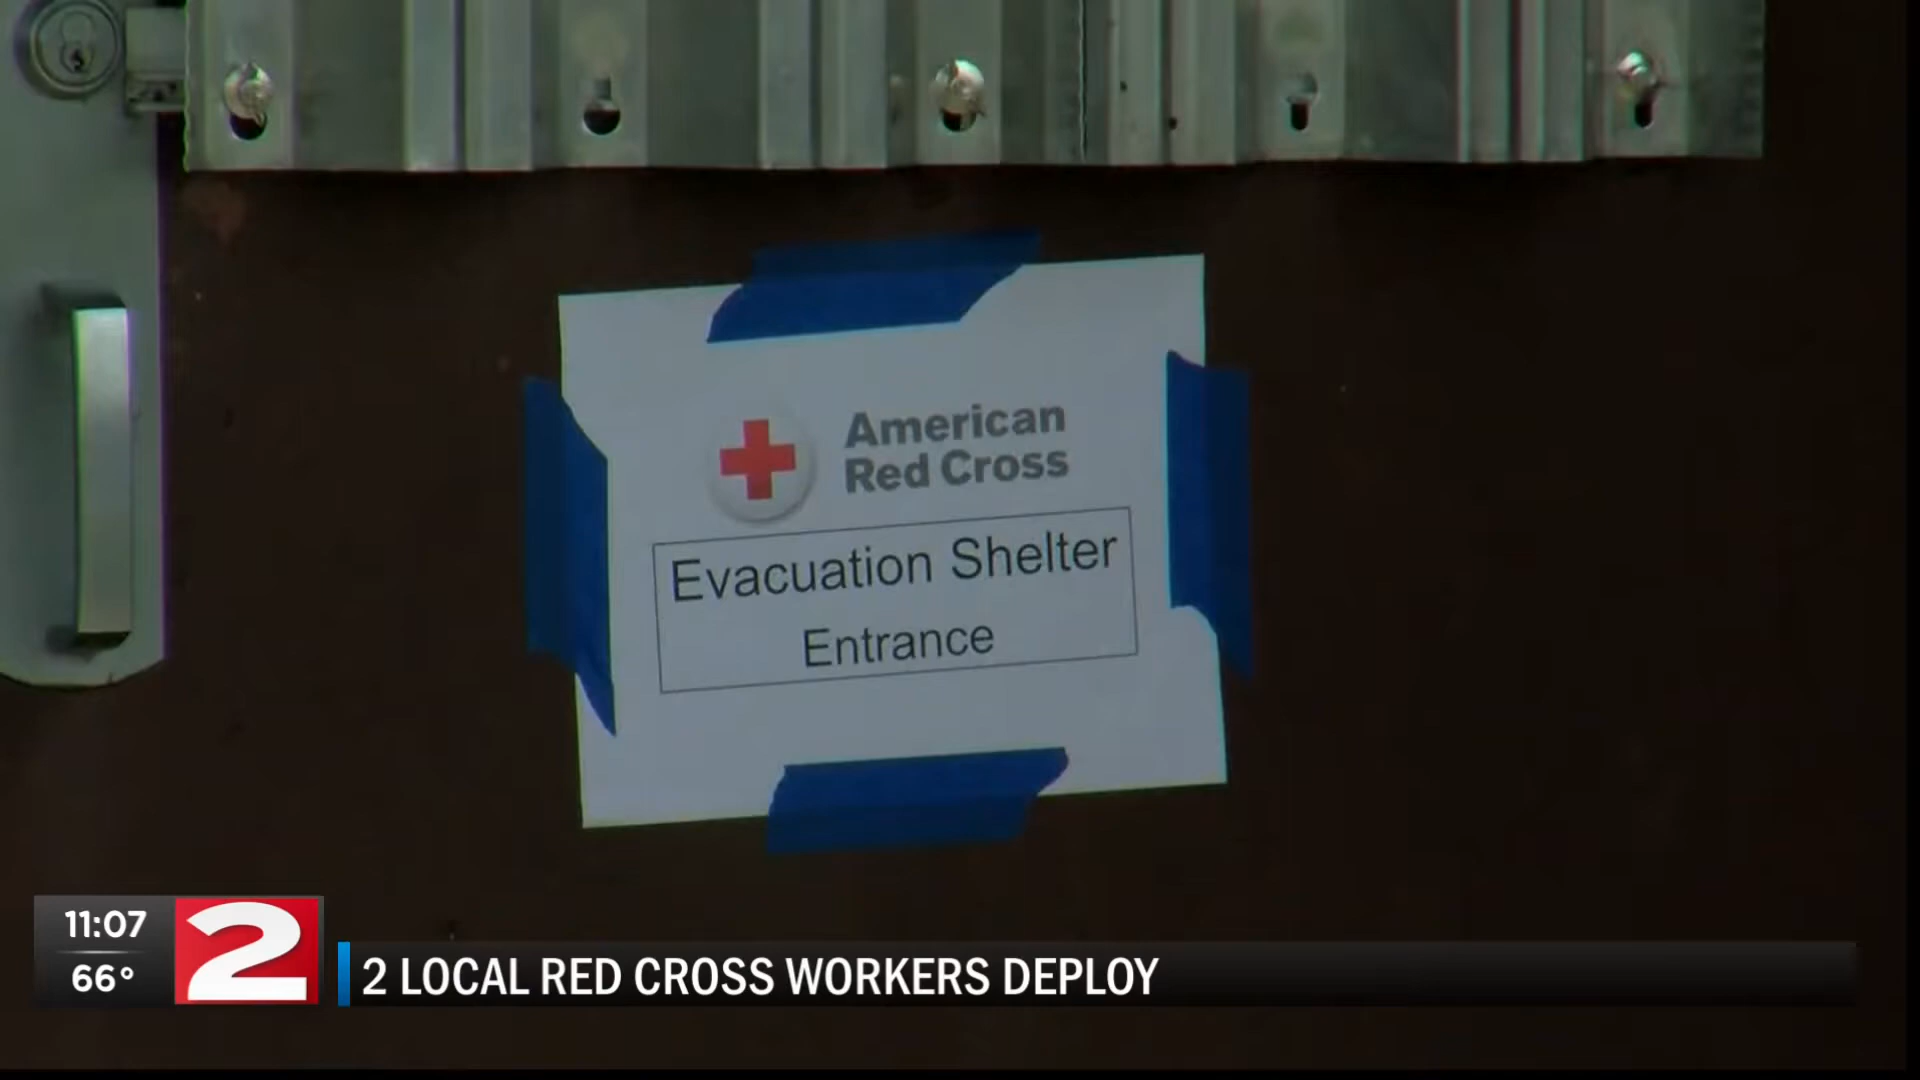 American
Red Cross
Evacuation Shelter
Entrance
11:07
66°
2
2 LOCAL RED CROSS WORKERS DEPLOY